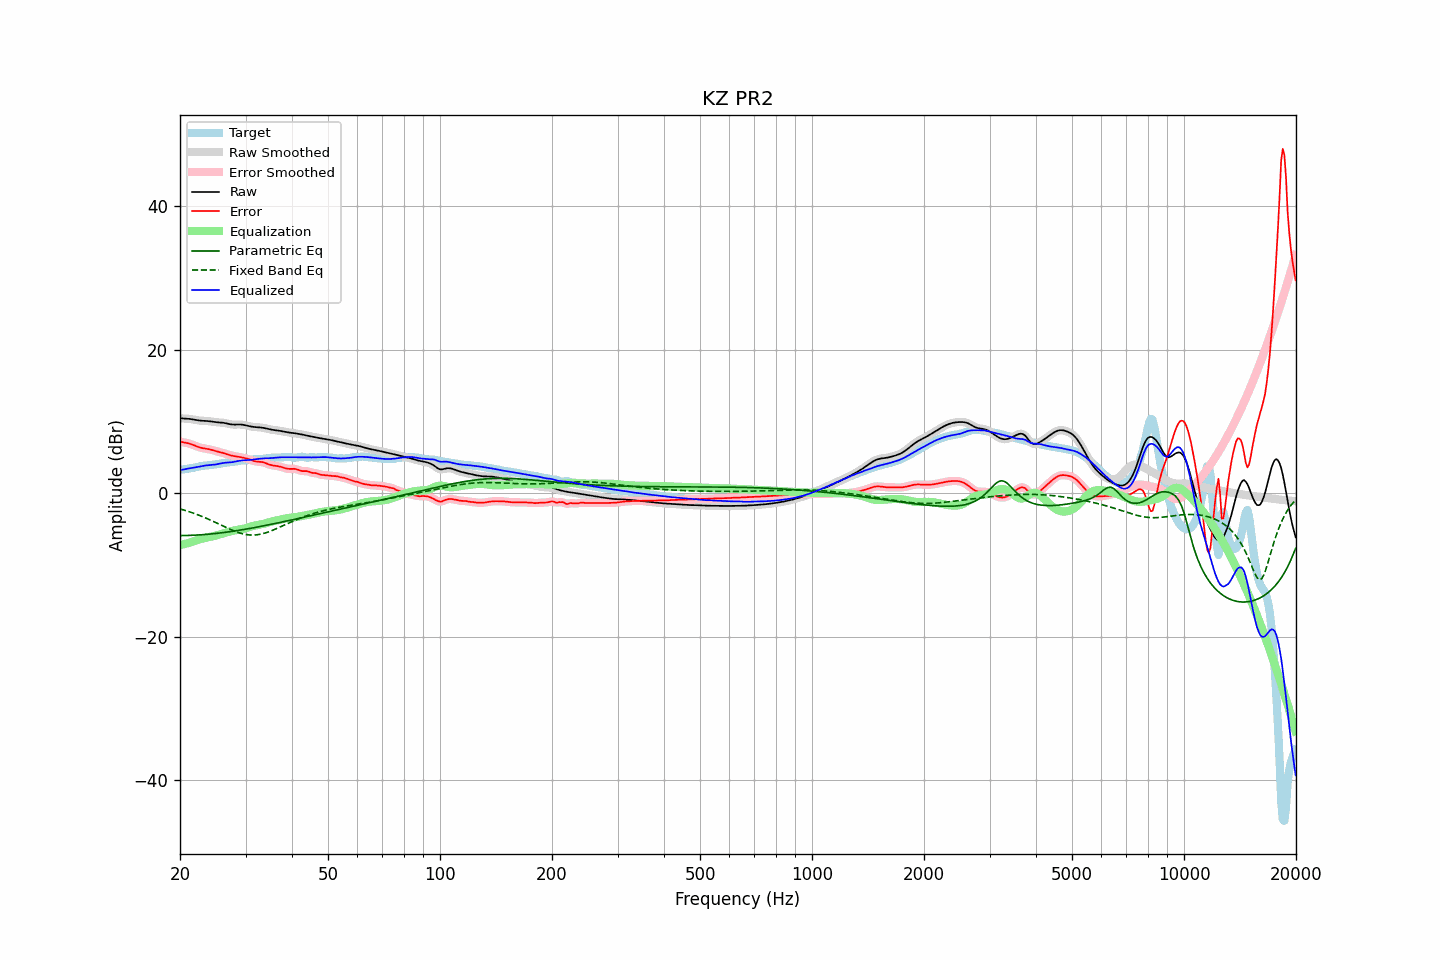 KZ PR2
Target
Raw Smoothed
Error Smoothed
Raw
Error
Equalization
Parametric Eq
Fixed Band Eq
Equalized
Amplitude (dBr)
40
20
0
−20
−40
20
50
100
200
500
1000
2000
5000
10000
20000
Frequency (Hz)